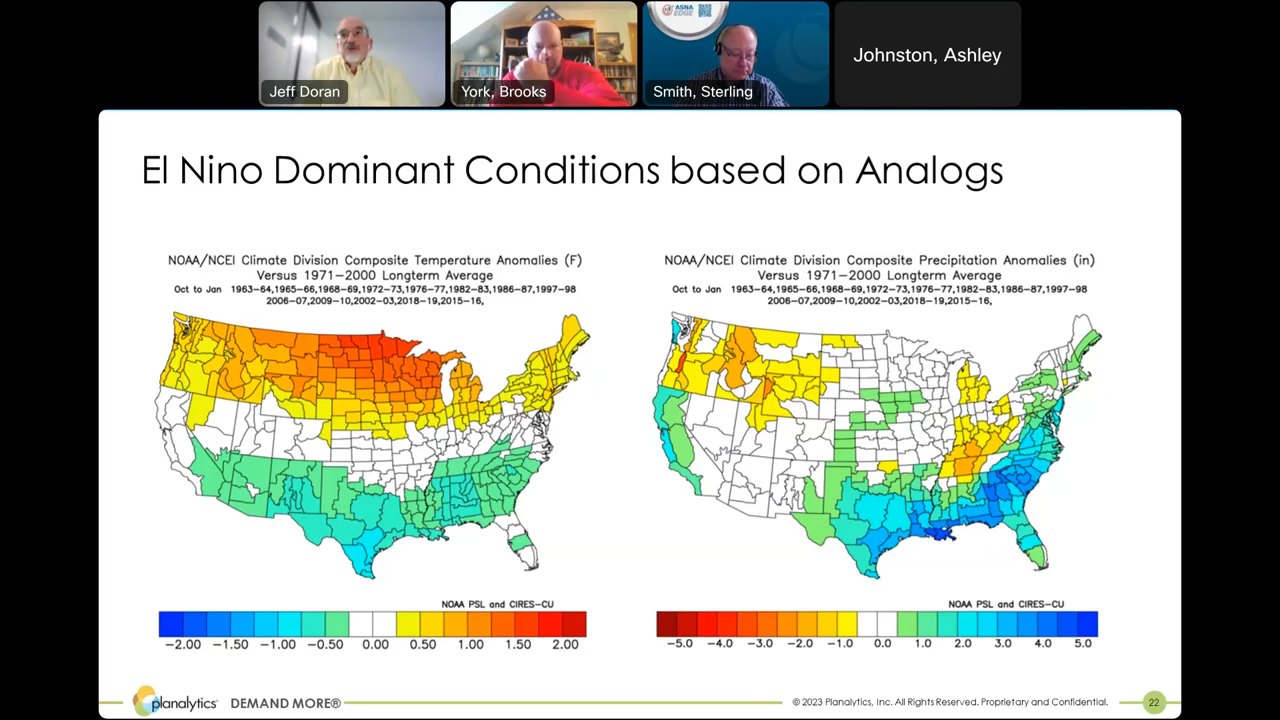 ASNA
EDGE
Jeff Doran
York, Brooks
Smith, Sterling
Johnston, Ashley
El Nino Dominant Conditions based on Analogs
NOAA/NCEI Climate Division Composite Temperature Anomalies (F)
Versus 1971–2000 Longterm Average
Oct to Jan 1963–64,1965–66,1968–69,1972–73,1976–77,1982–83,1986–87,1997–98
2006–07,2009–10,2002–03,2018–19,2015–16,
NOAA PSL and CIRES–CU
−2.00 −1.50 −1.00 −0.50 0.00 0.50 1.00 1.50 2.00
NOAA/NCEI Climate Division Composite Precipitation Anomalies (in)
Versus 1971–2000 Longterm Average
Oct to Jan 1963–64,1965–66,1968–69,1972–73,1976–77,1982–83,1986–87,1997–98
2006–07,2009–10,2002–03,2018–19,2015–16,
NOAA PSL and CIRES–CU
−5.0 −4.0 −3.0 −2.0 −1.0 0.0 1.0 2.0 3.0 4.0 5.0
planalytics DEMAND MORE®
© 2023 Planalytics, Inc. All Rights Reserved. Proprietary and Confidential.
22